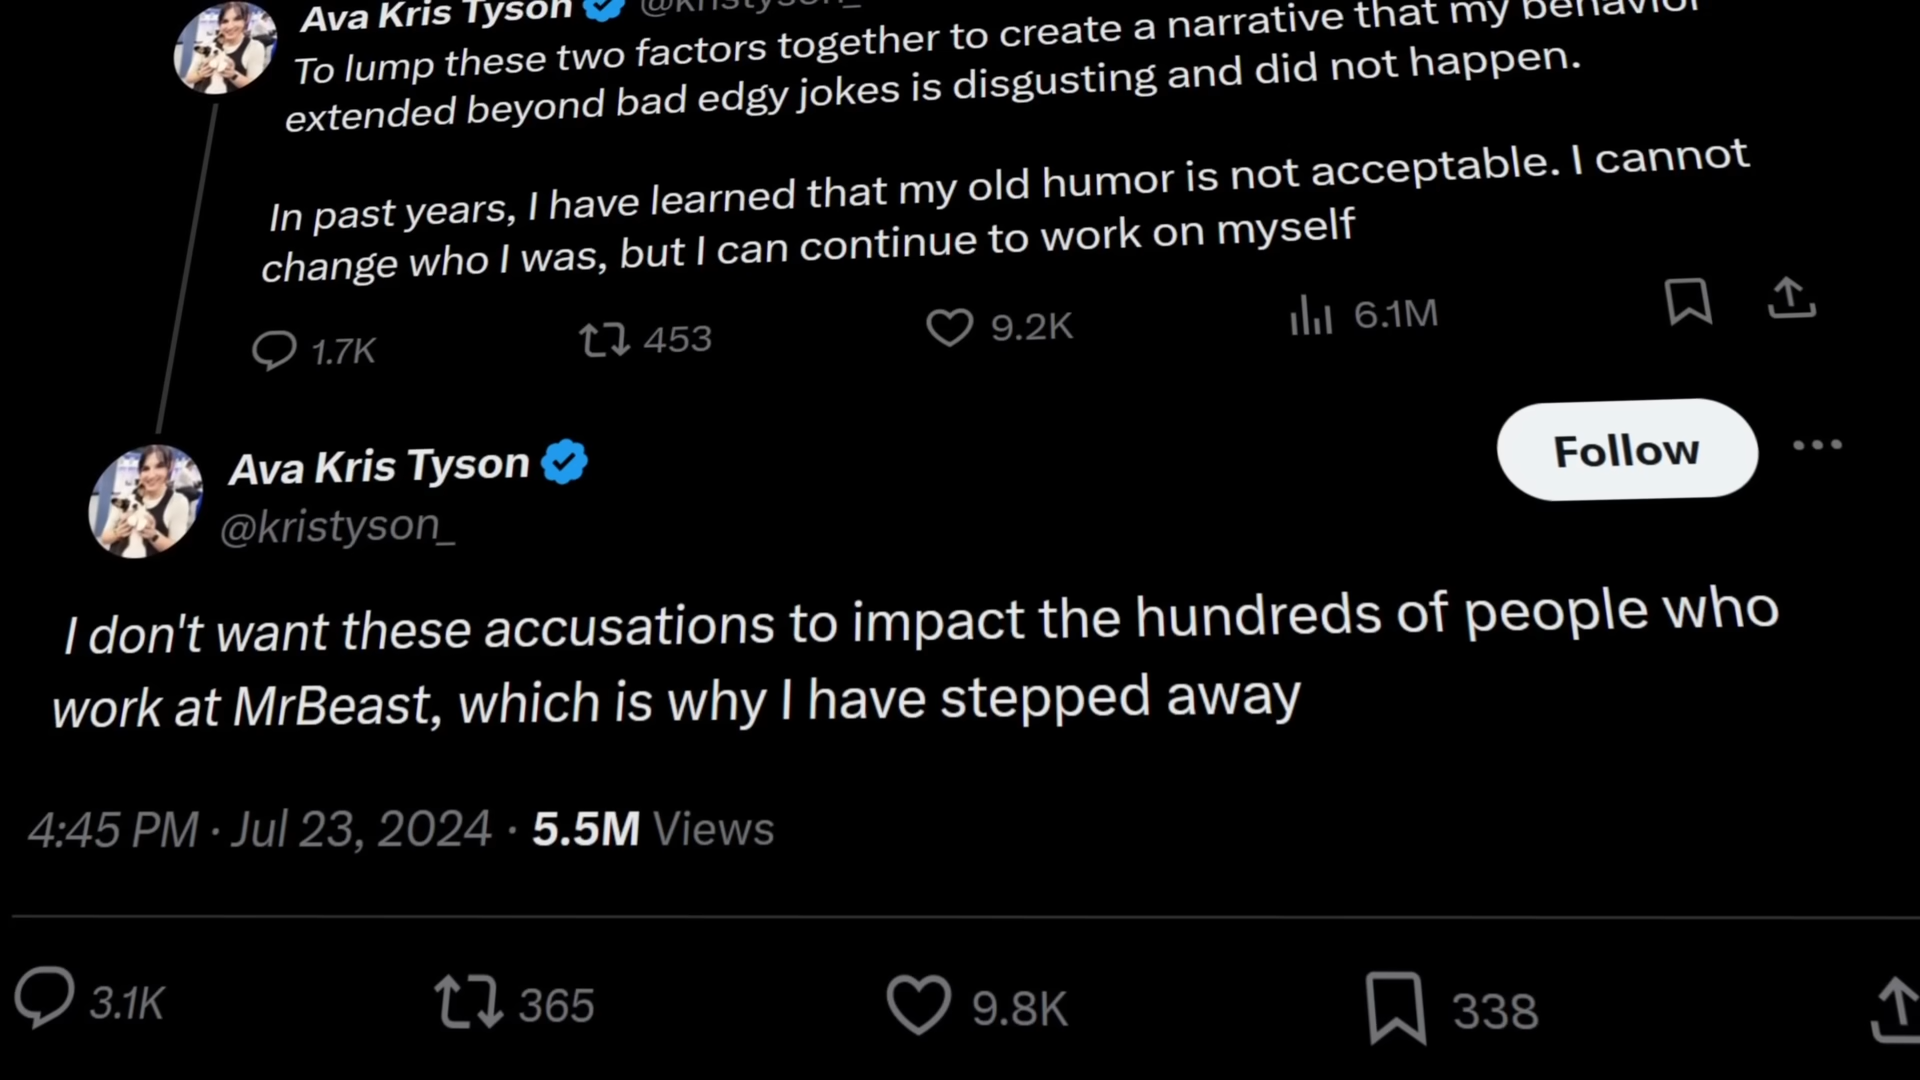 Ava Kris Tyson @kristyson_
To lump these two factors together to create a narrative that my behavior
extended beyond bad edgy jokes is disgusting and did not happen.
In past years, I have learned that my old humor is not acceptable. I cannot
change who I was, but I can continue to work on myself
1.7K 453 9.2K 6.1M
Ava Kris Tyson Follow
@kristyson_
I don't want these accusations to impact the hundreds of people who
work at MrBeast, which is why I have stepped away
4:45 PM · Jul 23, 2024 · 5.5M Views
3.1K 365 9.8K 338